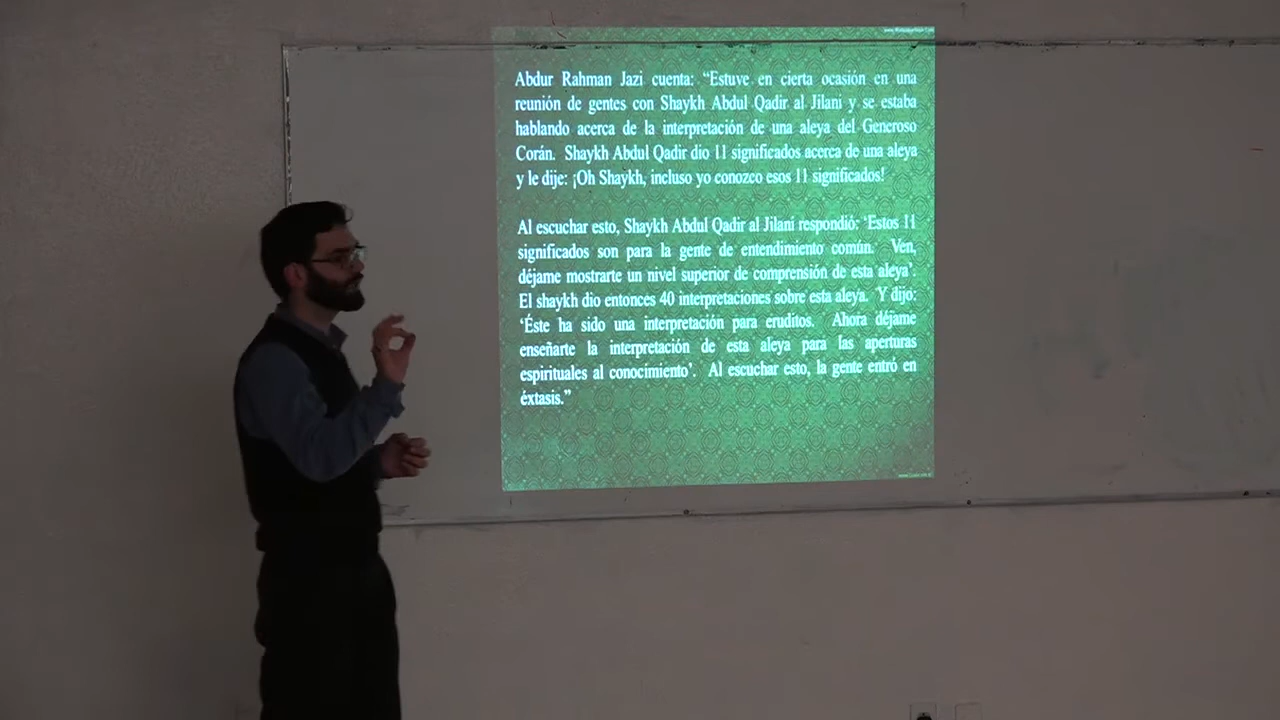 Abdur Rahman Jazi cuenta: “Estuve en cierta ocasión en una
reunión de gentes con Shaykh Abdul Qadir al Jilani y se estaba
hablando acerca de la interpretación de una aleya del Generoso
Corán. Shaykh Abdul Qadir dio 11 significados acerca de una aleya
y le dije: ¡Oh Shaykh, incluso yo conozco esos 11 significados!
Al escuchar esto, Shaykh Abdul Qadir al Jilani respondió: ‘Estos 11
significados son para la gente de entendimiento común. Ven,
déjame mostrarte un nivel superior de comprensión de esta aleya’.
El shaykh dio entonces 40 interpretaciones sobre esta aleya. Y dijo:
‘Éste ha sido una interpretación para eruditos. Ahora déjame
enseñarte la interpretación de esta aleya para las aperturas
espirituales al conocimiento’. Al escuchar esto, la gente entró en
éxtasis.”